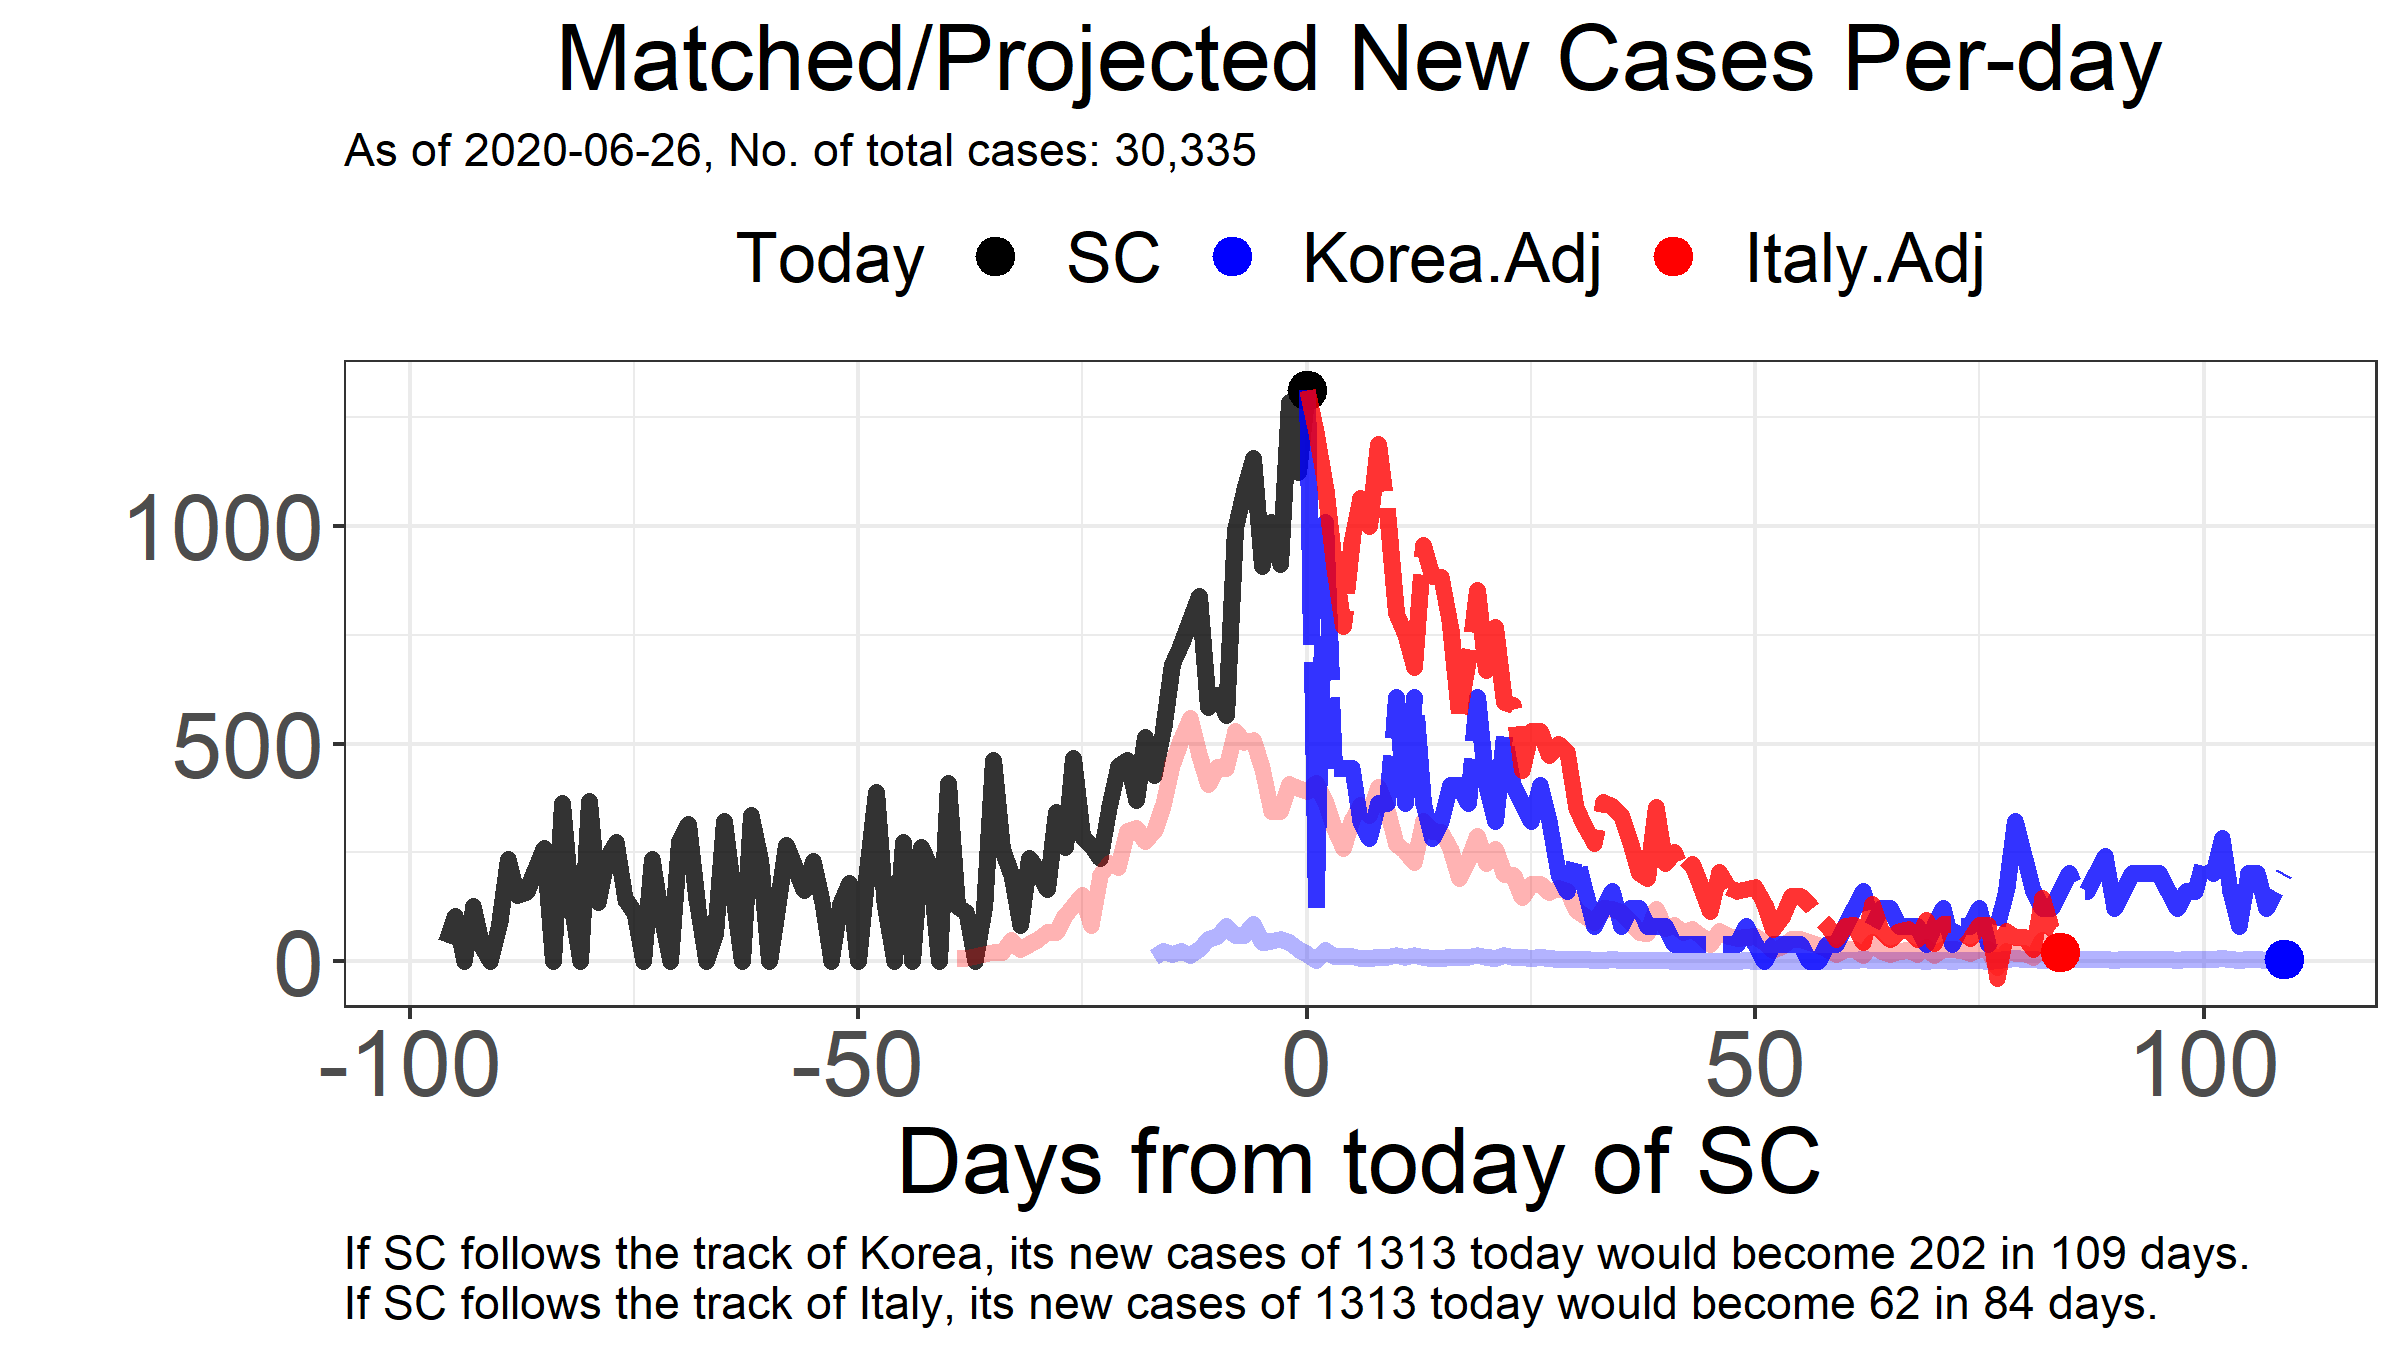 Matched/Projected New Cases Per-day
As of 2020-06-26, No. of total cases: 30,335
Today SC Korea.Adj Italy.Adj
1000
500
0
-100 -50 0 50 100
Days from today of SC
If SC follows the track of Korea, its new cases of 1313 today would become 202 in 109 days.
If SC follows the track of Italy, its new cases of 1313 today would become 62 in 84 days.